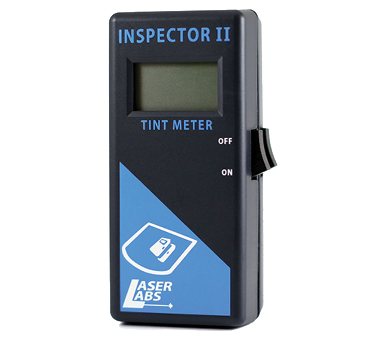 INSPECTOR II
TINT METER
OFF
ON
LASER
LABS